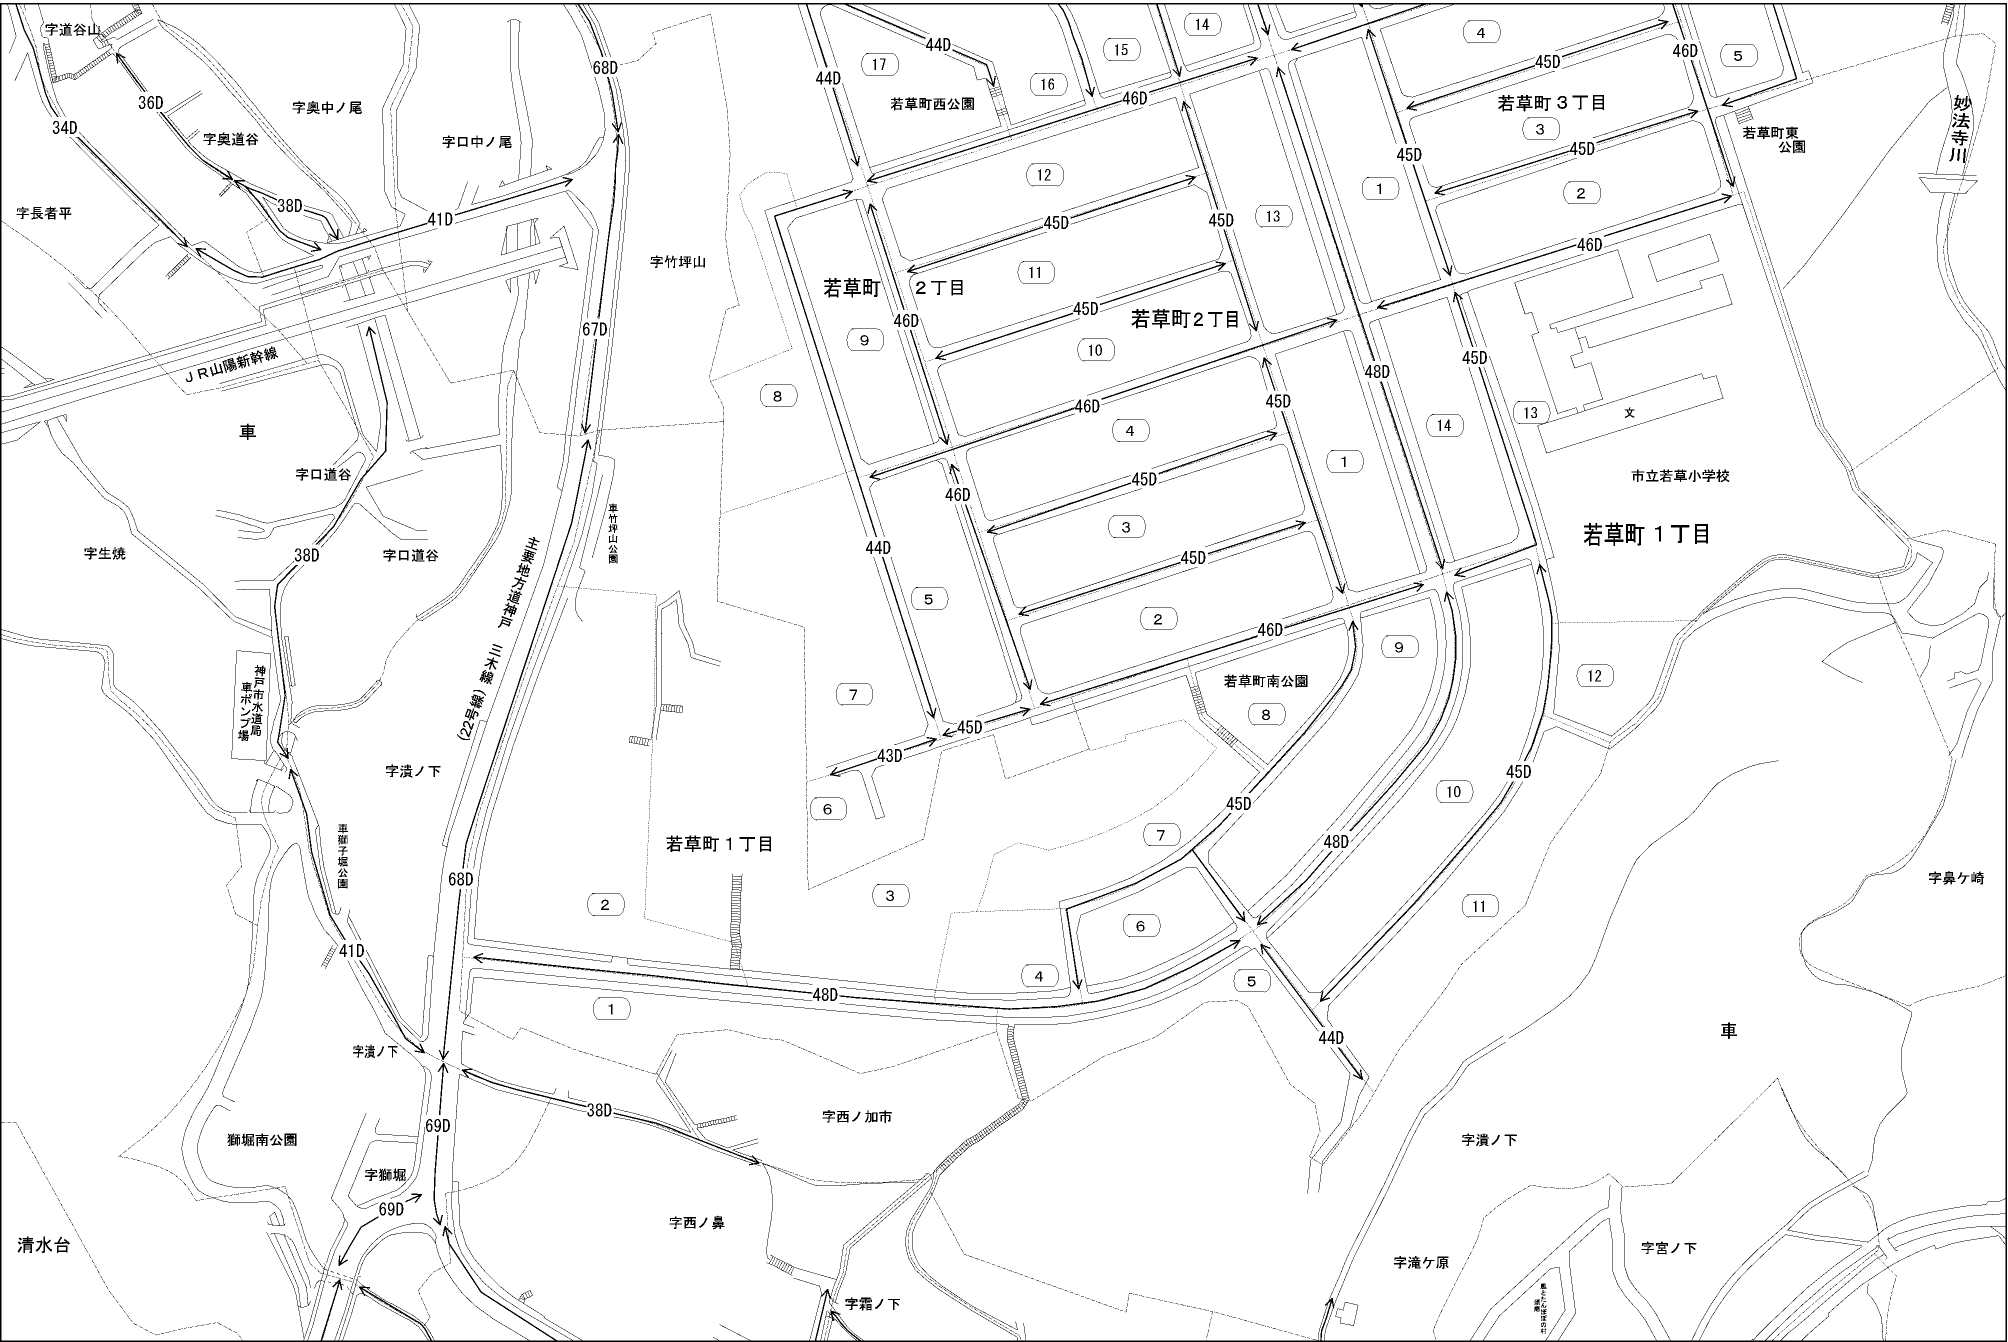 字道谷山
44D
17
14
15
16
4
46D
5
68D
44D
45D
36D
字奥中ノ尾
若草町西公園
46D
若草町３丁目
妙法寺川
34D
字奥道谷
字口中ノ尾
3
若草町東
公園
45D
45D
12
1
2
38D
字長者平
41D
45D
45D
13
46D
字竹坪山
11
若草町
２丁目
45D
若草町２丁目
46D
67D
9
10
45D
48D
ＪＲ山陽新幹線
8
45D
46D
13
文
14
車
4
1
字口道谷
45D
46D
市立若草小学校
車竹坪山公園
3
若草町１丁目
44D
字生焼
38D
字口道谷
45D
主要地方道神戸三木線
(22号線)
5
2
46D
9
神戸市水道局
車ポンプ場
7
若草町南公園
12
8
45D
43D
字潰ノ下
45D
10
6
45D
7
48D
車獅子堀公園
若草町１丁目
68D
字鼻ケ崎
2
3
11
6
41D
4
5
48D
1
44D
車
字潰ノ下
38D
字西ノ加市
69D
獅堀南公園
字潰ノ下
字獅堀
69D
字西ノ鼻
清水台
字宮ノ下
字滝ケ原
字霜ノ下